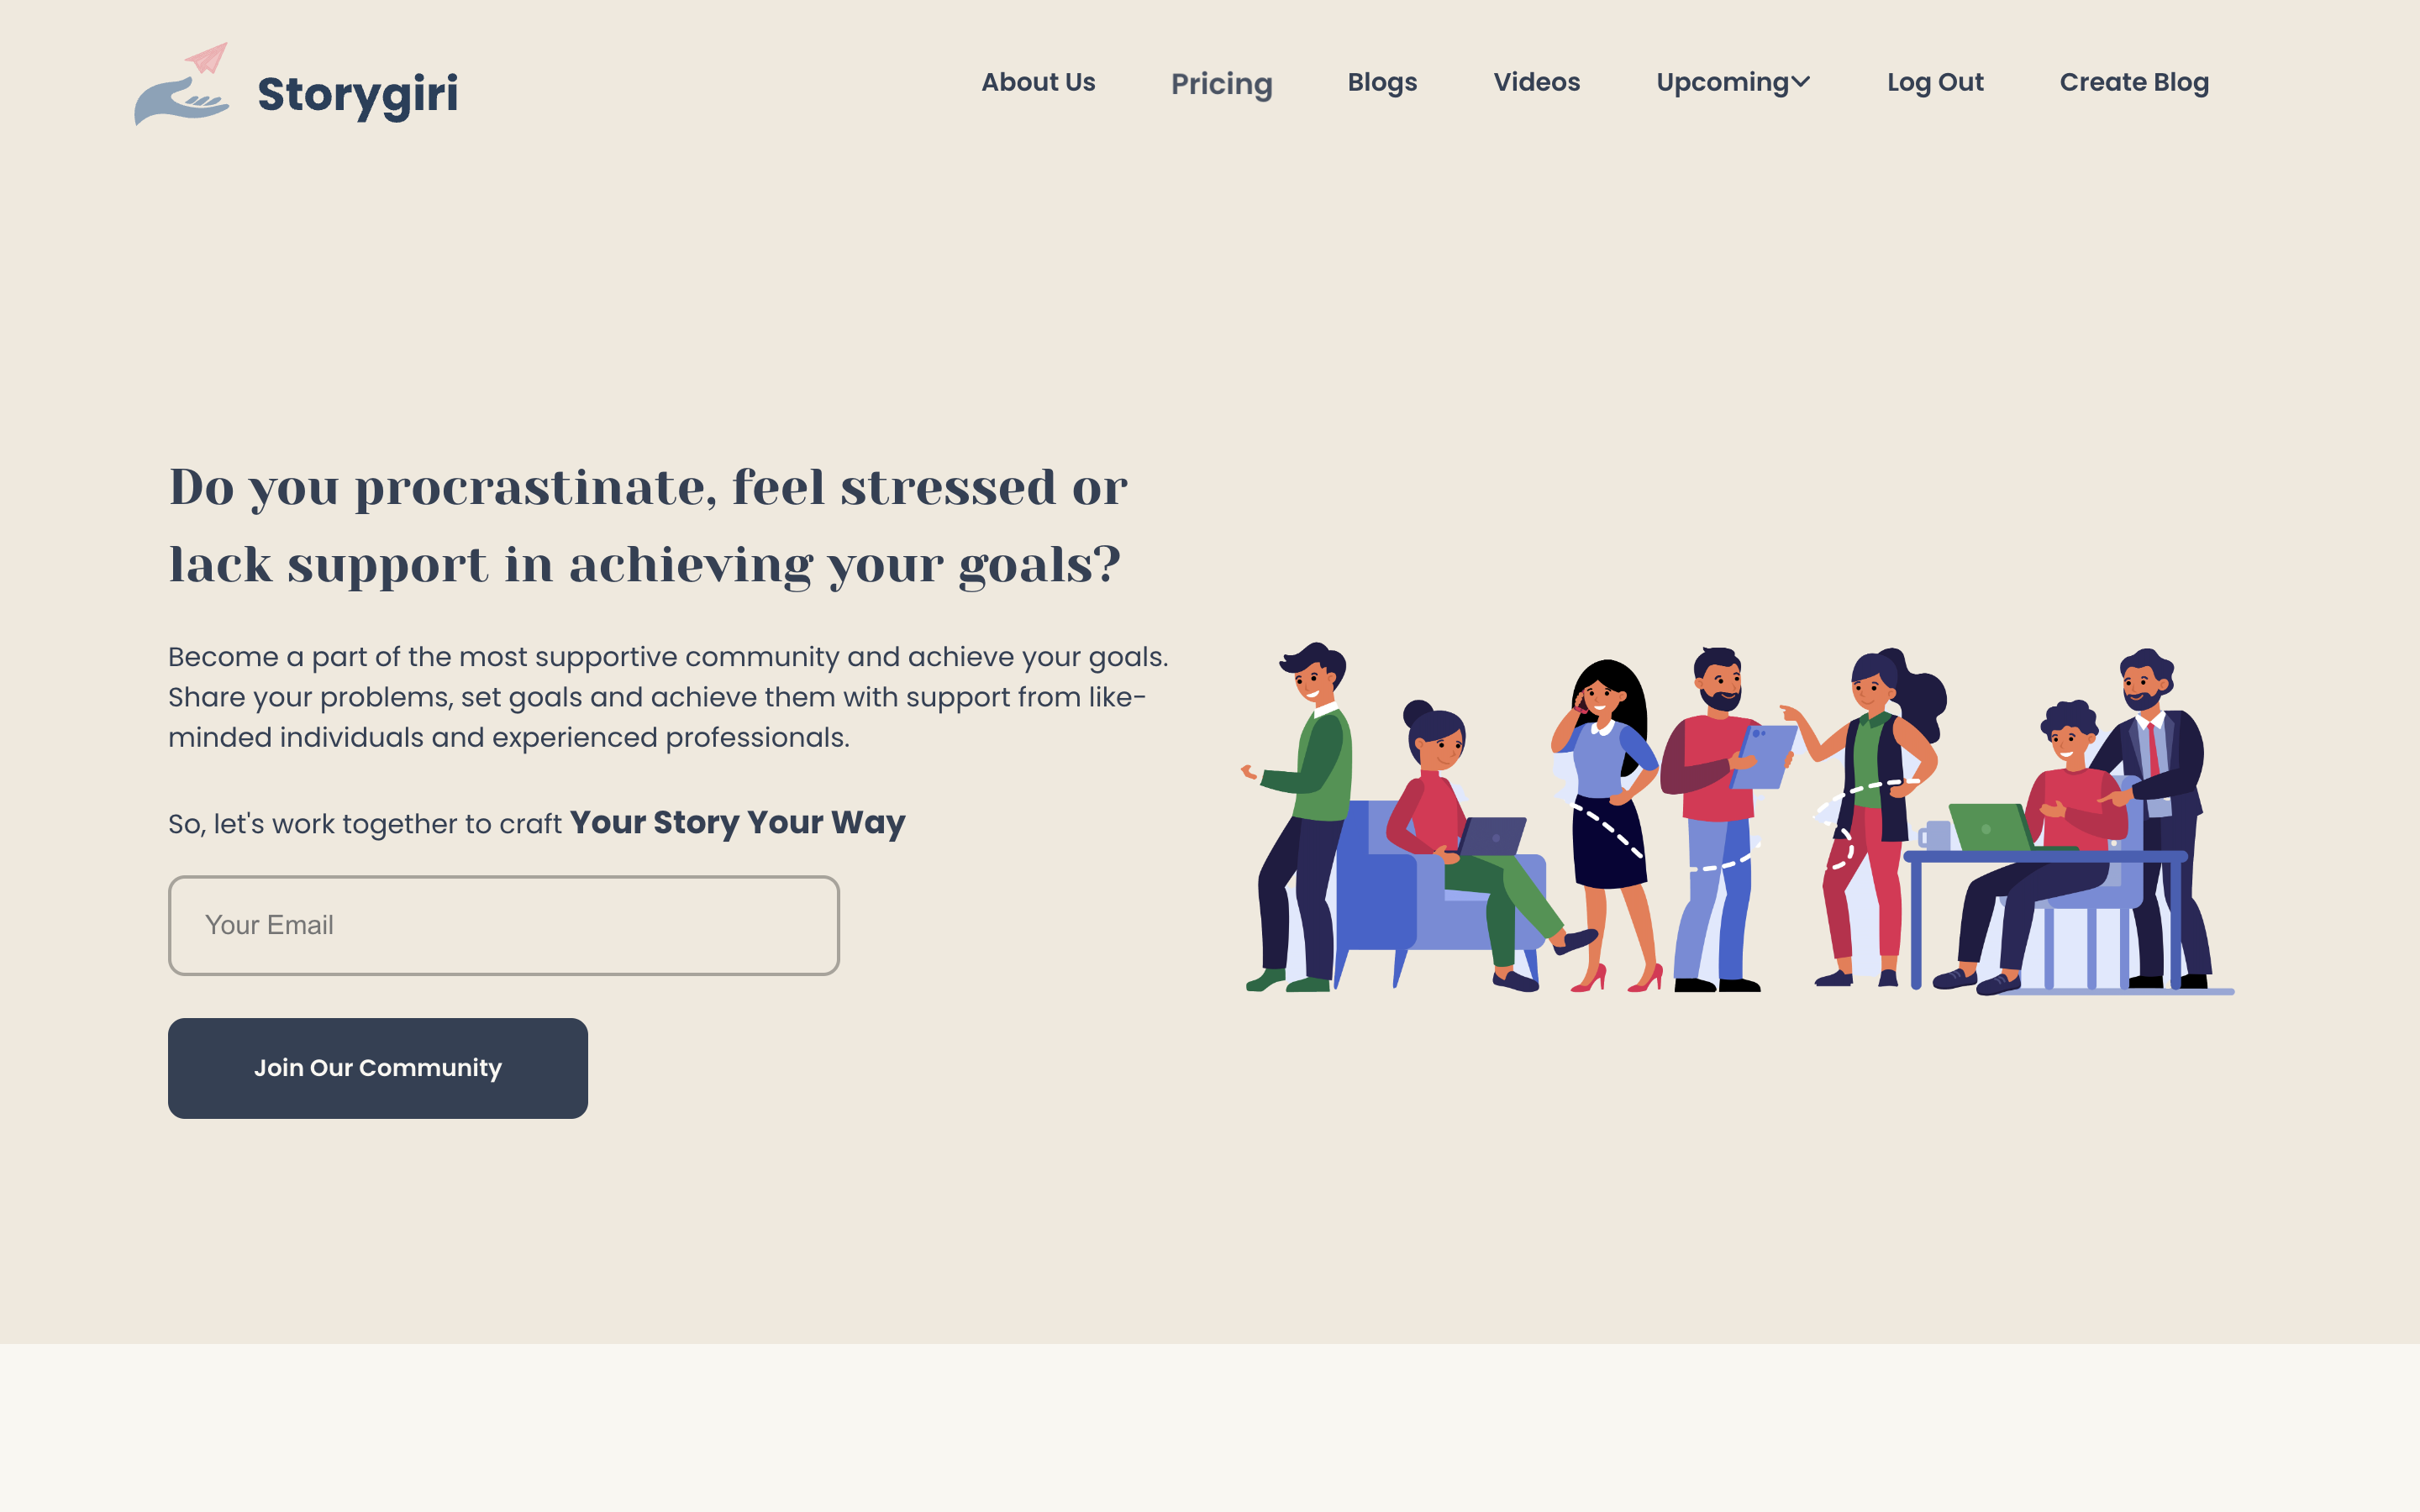 Storygiri
About Us
Pricing
Blogs
Videos
Upcoming
Log Out
Create Blog
Do you procrastinate, feel stressed or
lack support in achieving your goals?
Become a part of the most supportive community and achieve your goals.
Share your problems, set goals and achieve them with support from like-
minded individuals and experienced professionals.
So, let's work together to craft Your Story Your Way
Your Email
Join Our Community